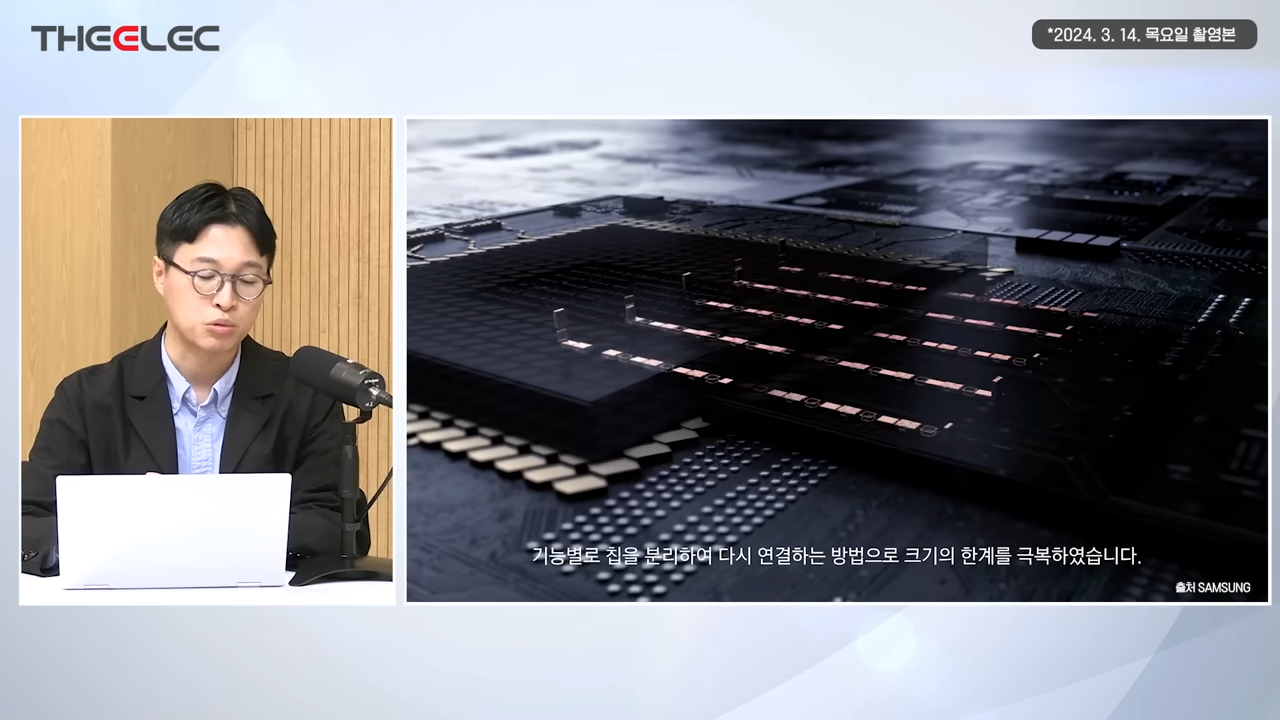 THEELEC
*2024. 3. 14. 목요일 촬영본
기능별로 칩을 분리하여 다시 연결하는 방법으로 크기의 한계를 극복하였습니다.
출처 SAMSUNG